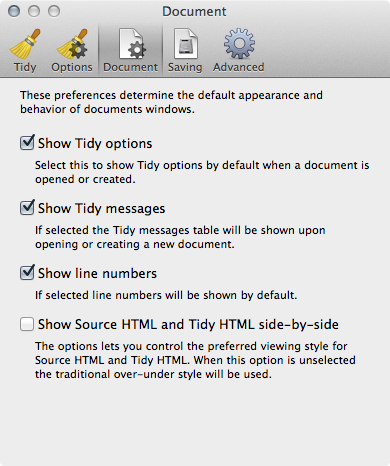 Document
Tidy Options Document Saving Advanced
These preferences determine the default appearance and
behavior of documents windows.
Show Tidy options
Select this to show Tidy options by default when a document is
opened or created.
Show Tidy messages
If selected the Tidy messages table will be shown upon
opening or creating a new document.
Show line numbers
If selected line numbers will be shown by default.
Show Source HTML and Tidy HTML side-by-side
The options lets you control the preferred viewing style for
Source HTML and Tidy HTML. When this option is unselected
the traditional over-under style will be used.